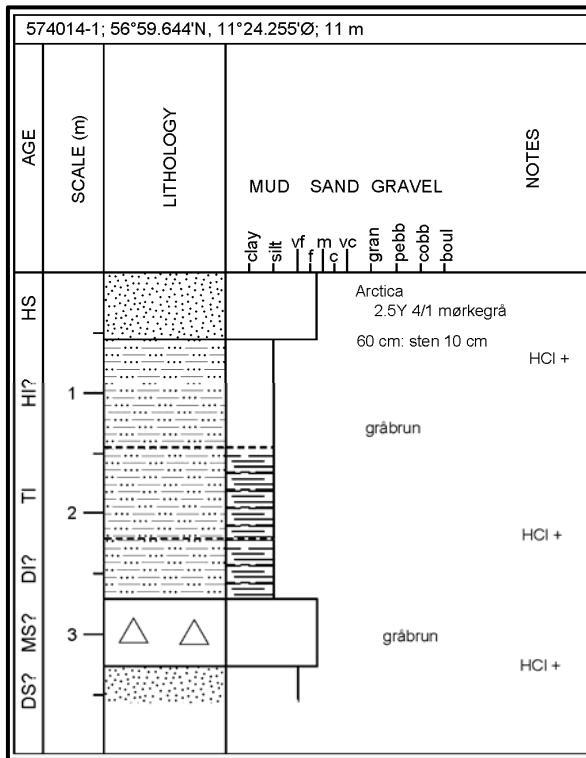 574014-1; 56°59.644'N, 11°24.255'Ø; 11 m
AGE
SCALE (m)
LITHOLOGY
MUD SAND GRAVEL
NOTES
clay
silt
vf
f
m
c
vc
gran
pebb
cobb
boul
HS
Arctica
2.5Y 4/1 mørkegrå
60 cm: sten 10 cm
HCl +
HI?
1
gråbrun
TI
2
HCl +
DI?
MS?
3
gråbrun
HCl +
DS?